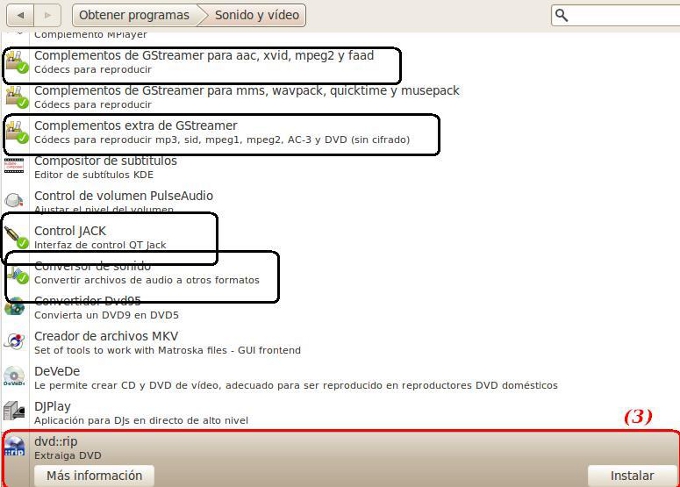 Obtener programas
Sonido y vídeo
Complemento MPlayer
Complementos de GStreamer para aac, xvid, mpeg2 y faad
Códecs para reproducir
Complementos de GStreamer para mms, wavpack, quicktime y musepack
Códecs para reproducir
Complementos extra de GStreamer
Códecs para reproducir mp3, sid, mpeg1, mpeg2, AC-3 y DVD (sin cifrado)
Compositor de subtítulos
Editor de subtítulos KDE
Control de volumen PulseAudio
Ajustar el nivel del volumen
Control JACK
Interfaz de control QT Jack
Conversor de sonido
Convertir archivos de audio a otros formatos
Convertidor Dvd95
Convierta un DVD9 en DVD5
Creador de archivos MKV
Set of tools to work with Matroska files - GUI frontend
DeVeDe
Le permite crear CD y DVD de vídeo, adecuado para ser reproducido en reproductores DVD domésticos
DJPlay
Aplicación para DJs en directo de alto nivel
(3)
dvd::rip
Extraiga DVD
Más información
Instalar